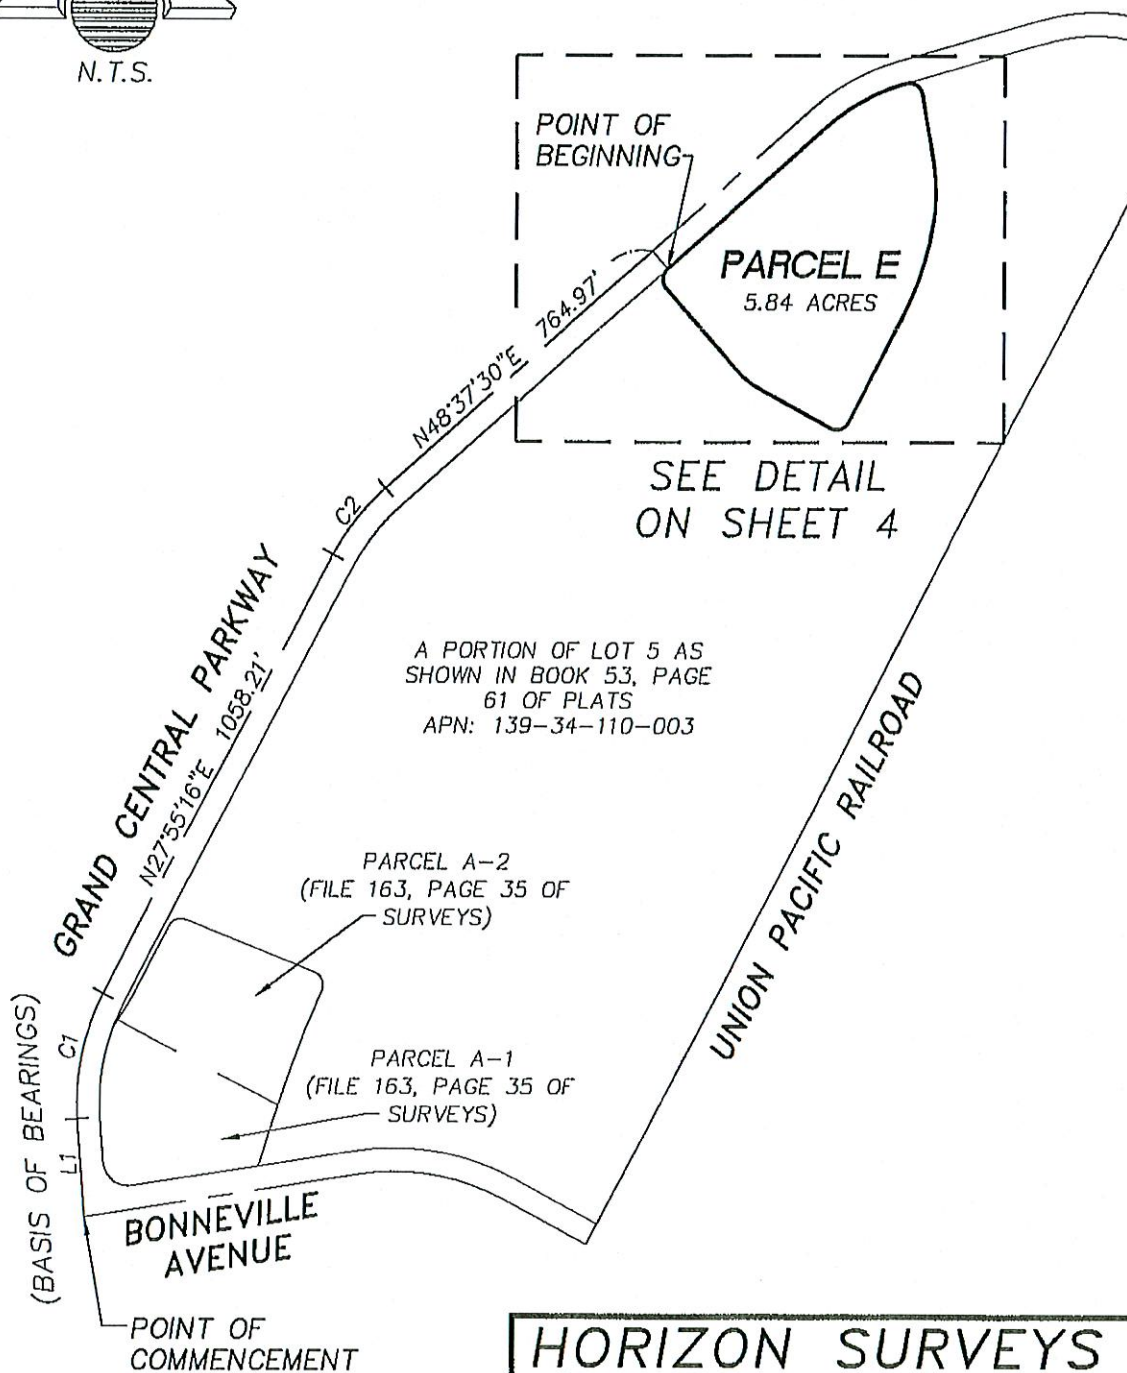 N.T.S.
POINT OF
BEGINNING
PARCEL E
5.84 ACRES
N48°37'30"E 764.97'
SEE DETAIL
ON SHEET 4
C2
GRAND CENTRAL PARKWAY
N27°55'16"E 1058.21'
A PORTION OF LOT 5 AS
SHOWN IN BOOK 53, PAGE
61 OF PLATS
APN: 139-34-110-003
UNION PACIFIC RAILROAD
PARCEL A-2
(FILE 163, PAGE 35 OF
SURVEYS)
C1
PARCEL A-1
(FILE 163, PAGE 35 OF
SURVEYS)
L1
(BASIS OF BEARINGS)
BONNEVILLE
AVENUE
POINT OF
COMMENCEMENT
HORIZON SURVEYS